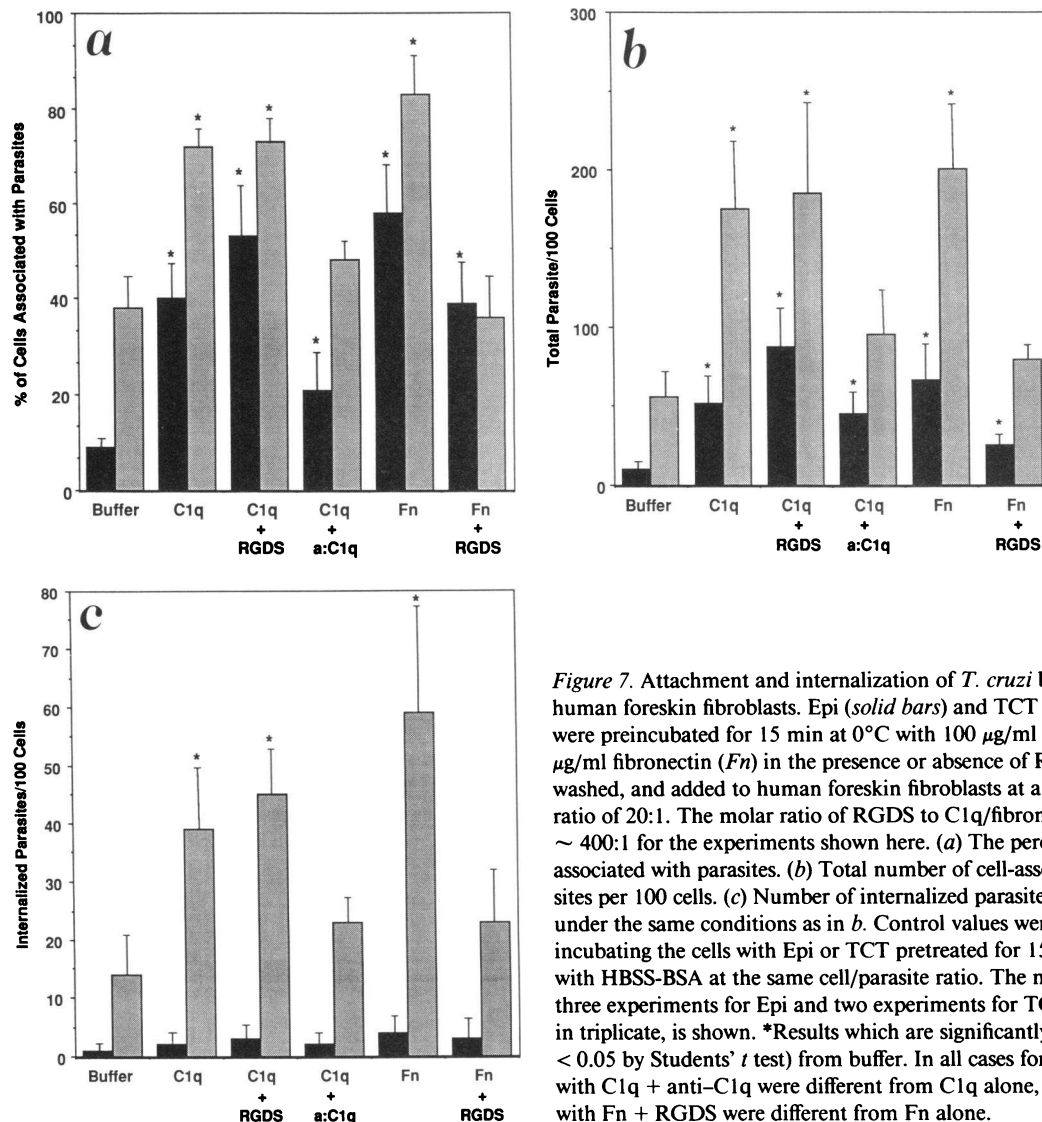 a
100
80
60
40
20
0
% of Cells Associated with Parasites
*
*
*
*
*
*
*
*
Buffer C1q C1q C1q Fn Fn
+ + +
RGDS a:C1q RGDS
b
300
200
100
0
Total Parasite/100 Cells
*
*
*
*
*
*
*
*
Buffer C1q C1q C1q Fn Fn
+ + +
RGDS a:C1q RGDS
c
80
70
60
50
40
30
20
10
0
Internalized Parasites/100 Cells
*
*
*
Buffer C1q C1q C1q Fn Fn
+ + +
RGDS a:C1q RGDS
Figure 7. Attachment and internalization of T. cruzi
human foreskin fibroblasts. Epi (solid bars) and TCT
were preincubated for 15 min at 0°C with 100 μg/ml
μg/ml fibronectin (Fn) in the presence or absence of
washed, and added to human foreskin fibroblasts at a
ratio of 20:1. The molar ratio of RGDS to C1q/fibron
~ 400:1 for the experiments shown here. (a) The per
associated with parasites. (b) Total number of cell-asso
sites per 100 cells. (c) Number of internalized parasite
under the same conditions as in b. Control values wer
incubating the cells with Epi or TCT pretreated for 15
with HBSS-BSA at the same cell/parasite ratio. The
three experiments for Epi and two experiments for
in triplicate, is shown. *Results which are significantly
< 0.05 by Students' t test) from buffer. In all cases for
with C1q + anti–C1q were different from C1q alone,
with Fn + RGDS were different from Fn alone.